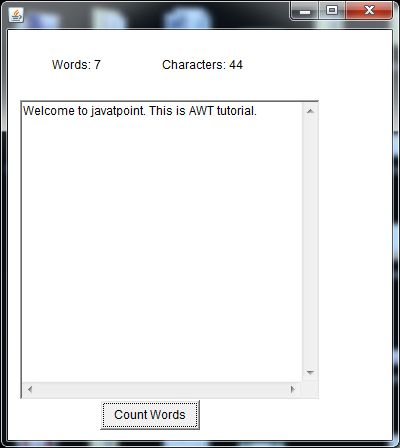 Words: 7 Characters: 44
Welcome to javatpoint. This is AWT tutorial.
Count Words